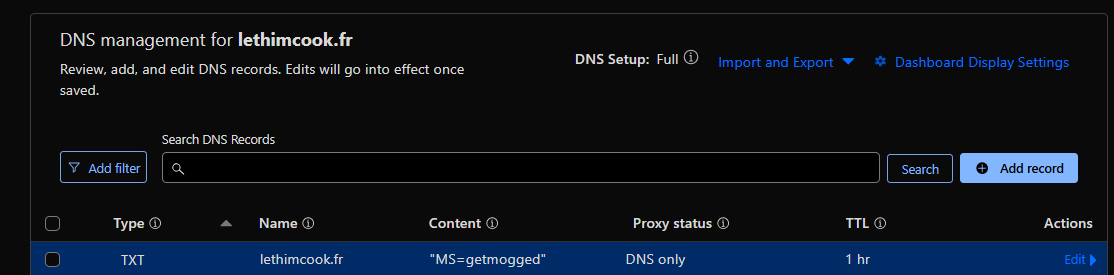 DNS management for lethimcook.fr
Review, add, and edit DNS records. Edits will go into effect once
saved.
DNS Setup: Full
Import and Export
Dashboard Display Settings
Search DNS Records
Add filter
Search
Add record
Type Name Content Proxy status TTL Actions
TXT lethimcook.fr "MS=getmogged" DNS only 1 hr Edit